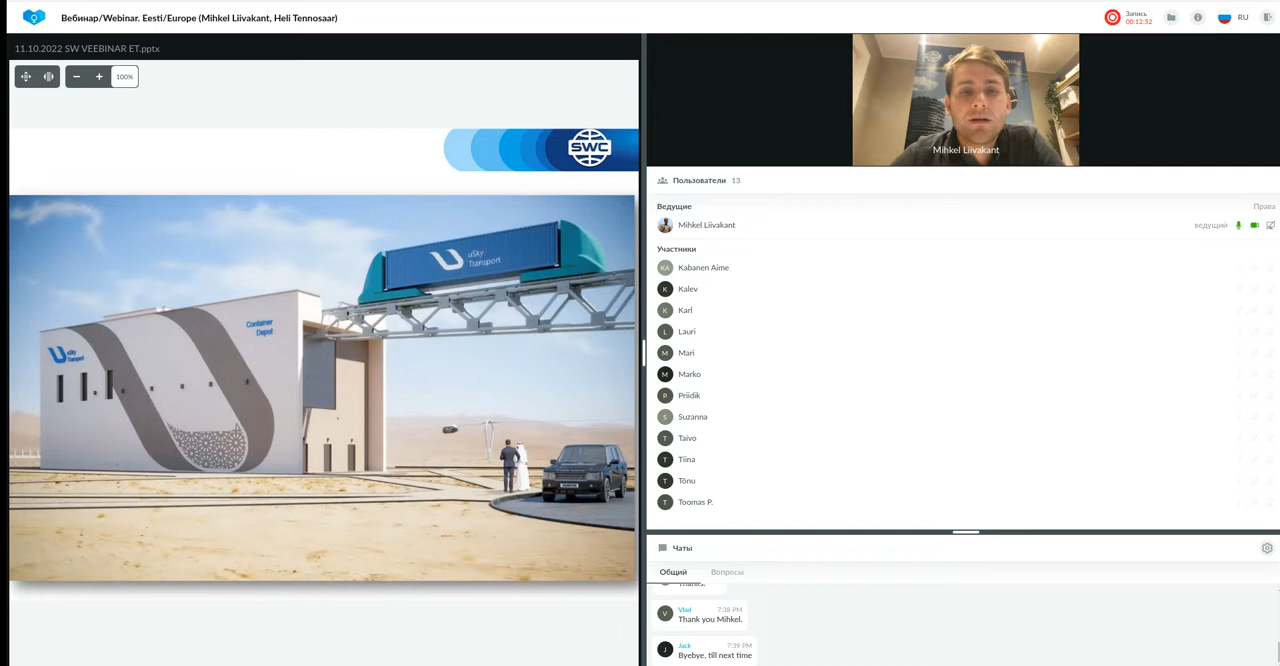 Вебинар/Webinar. Eesti/Europe (Mihkel Liivakant, Heli Tennosaar)
Запись
00:12:52
RU
11.10.2022 SW VEEBINAR ET.pptx
100%
SWC
uSky
Transport
Container
Depot
uSky
Transport
Mihkel Liivakant
Пользователи 13
Ведущие
Права
Mihkel Liivakant
ведущий
Участники
KA Kabanen Aime
K Kalev
K Karl
L Lauri
M Mari
M Marko
P Priidik
S Suzanna
T Taivo
T Tiina
T Tõnu
T Toomas P.
Чаты
Общий
Вопросы
Thanks.
V Vlad 7:38 PM
Thank you Mihkel.
J Jack 7:39 PM
Byebye, till next time